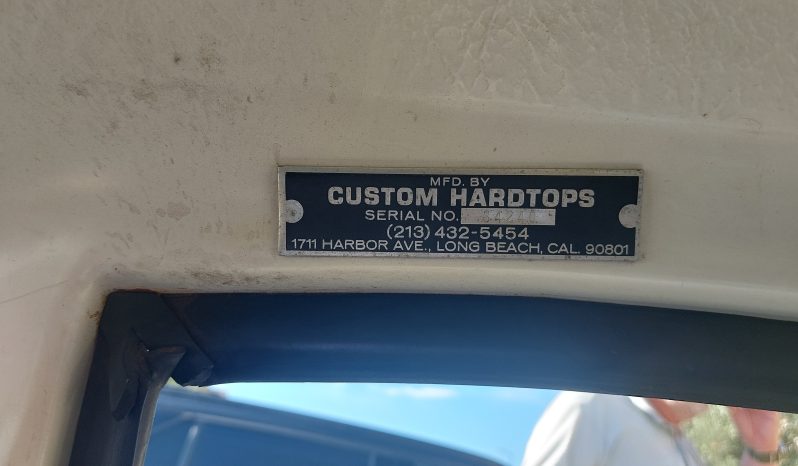 MFD. BY
CUSTOM HARDTOPS
SERIAL NO.
(213) 432-5454
1711 HARBOR AVE., LONG BEACH, CAL. 90801